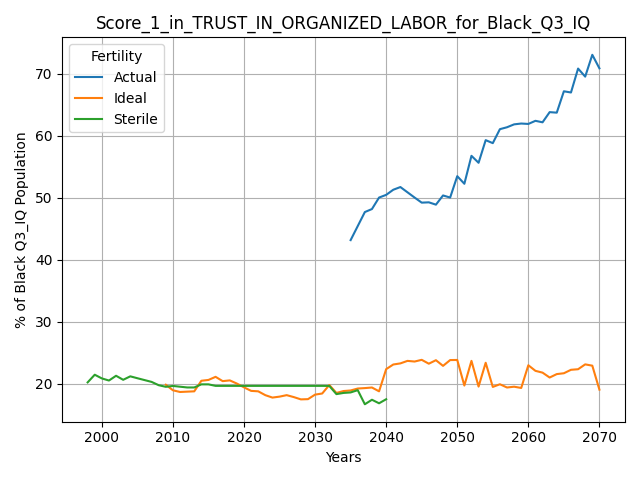 Score_1_in_TRUST_IN_ORGANIZED_LABOR_for_Black_Q3_IQ
Fertility
Actual
Ideal
Sterile
% of Black Q3_IQ Population
70
60
50
40
30
20
2000 2010 2020 2030 2040 2050 2060 2070
Years